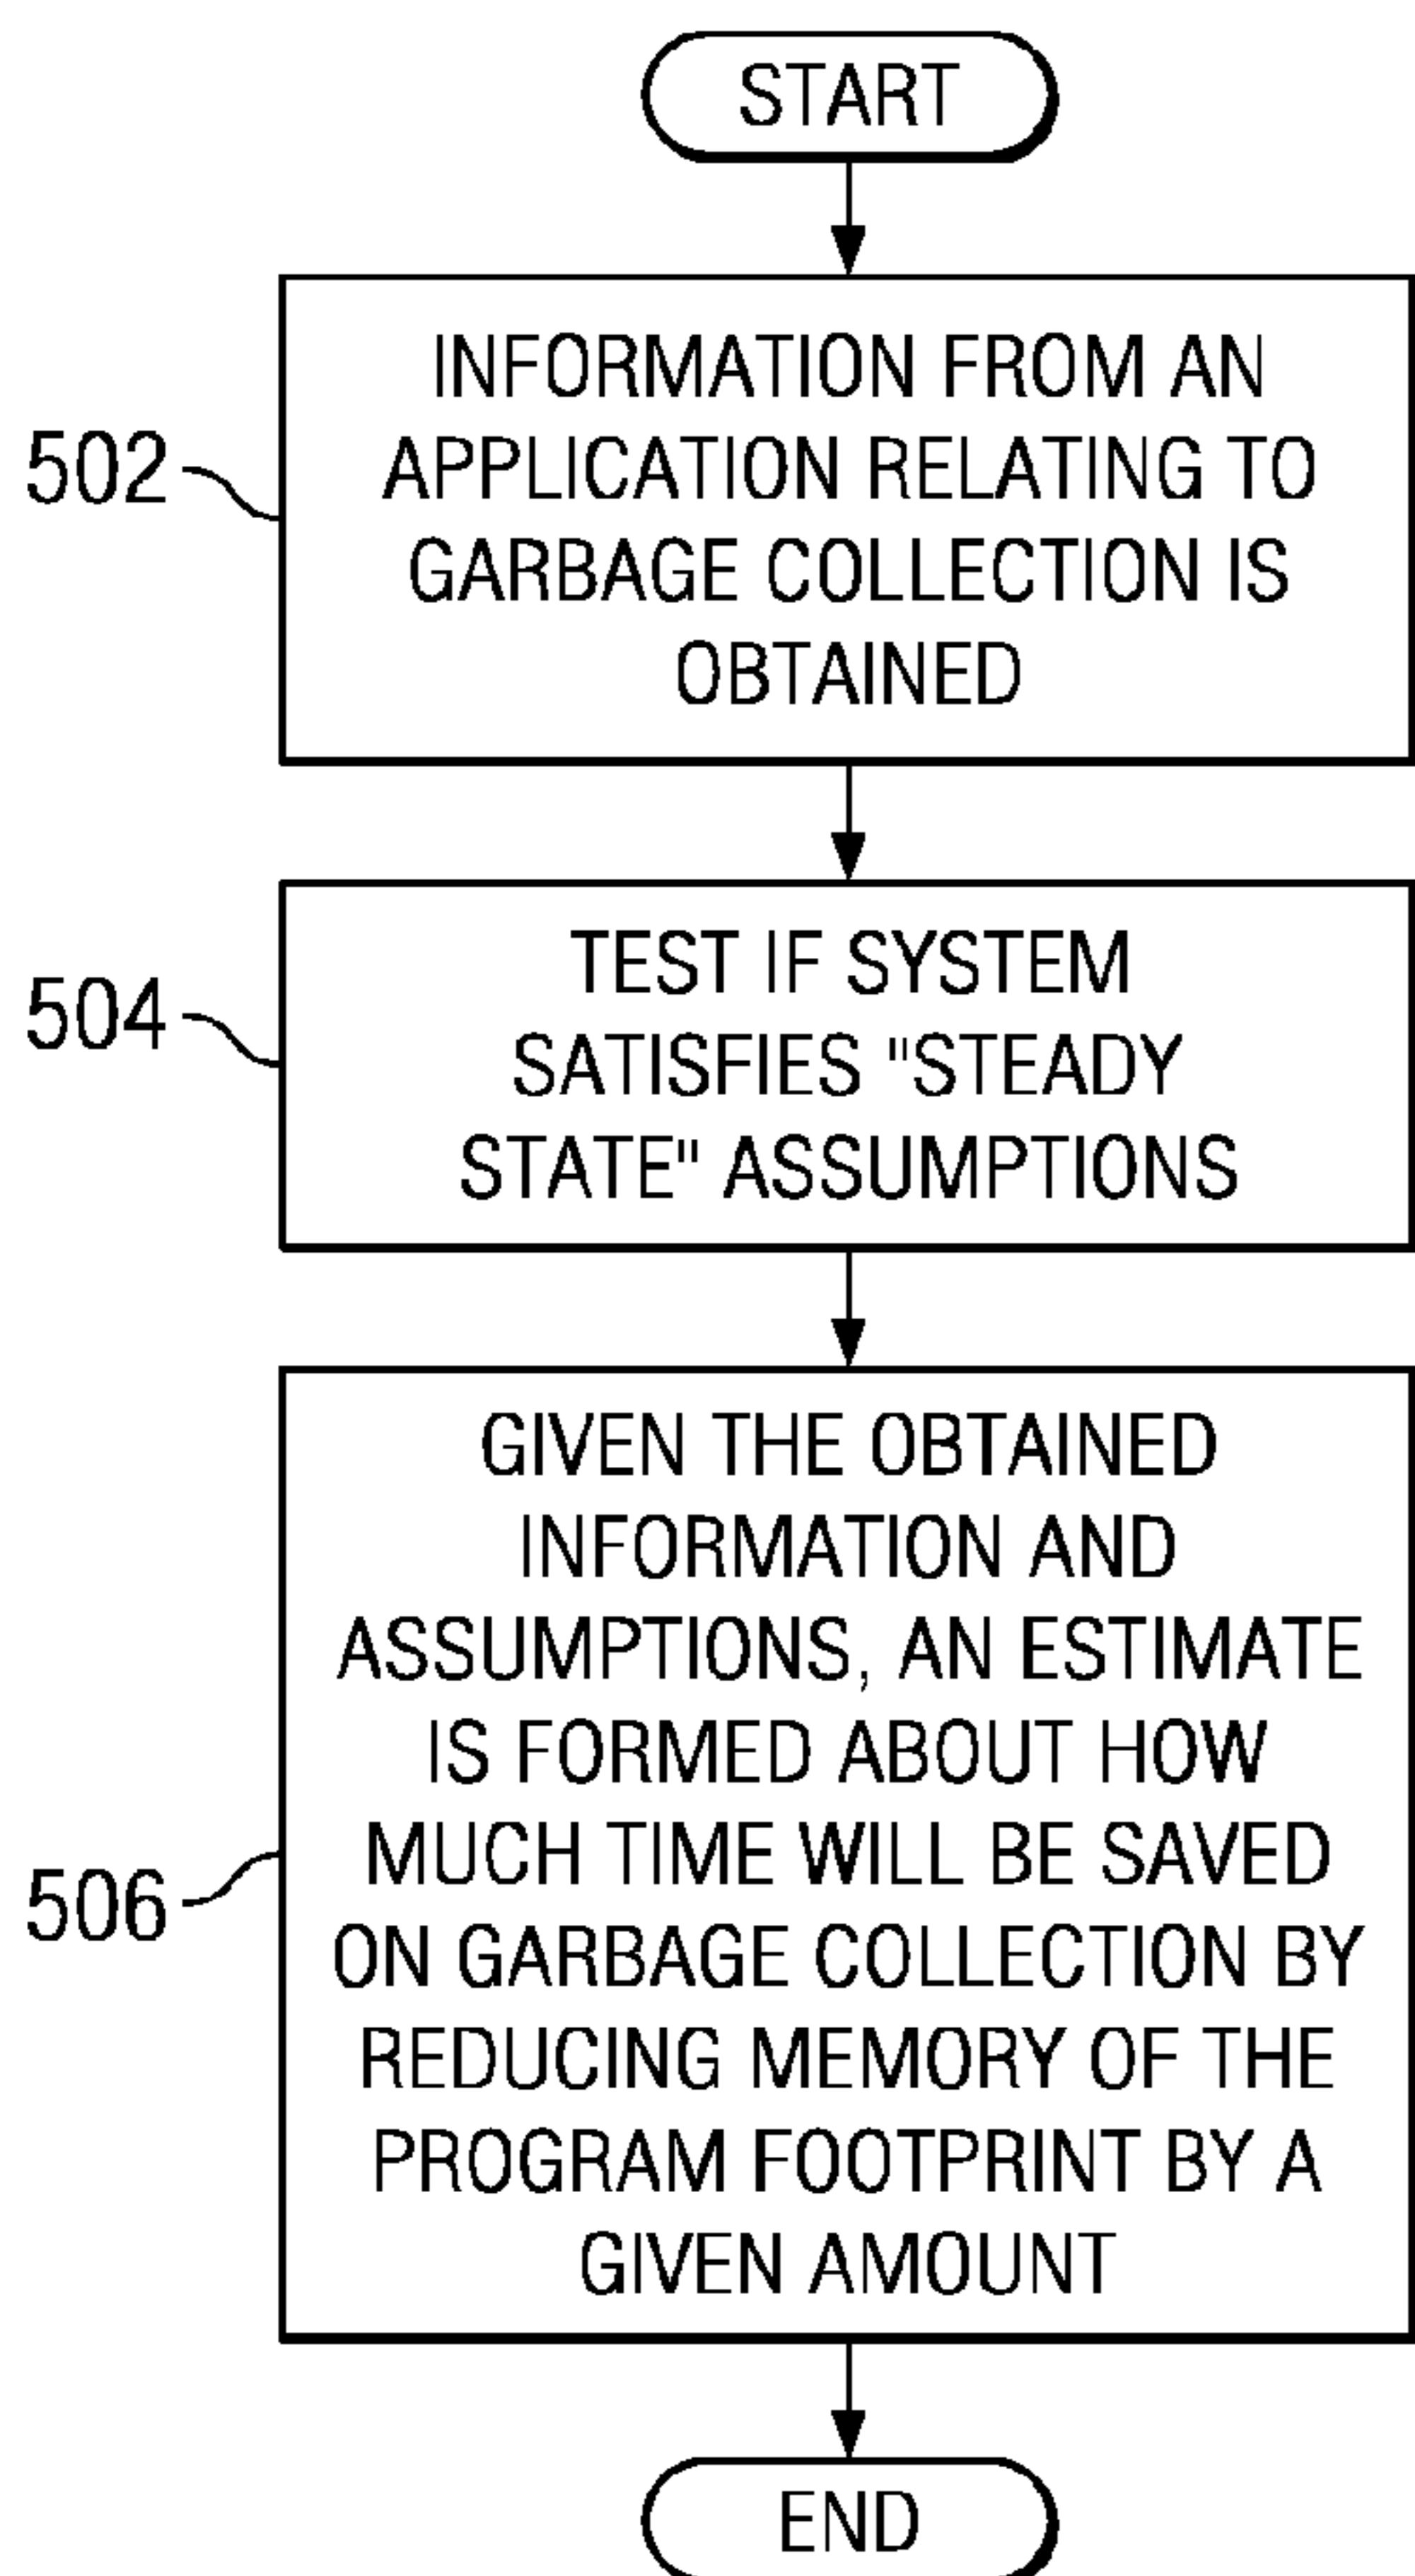 START
INFORMATION FROM AN
APPLICATION RELATING TO
GARBAGE COLLECTION IS
OBTAINED
502
TEST IF SYSTEM
SATISFIES "STEADY
STATE" ASSUMPTIONS
504
GIVEN THE OBTAINED
INFORMATION AND
ASSUMPTIONS, AN ESTIMATE
IS FORMED ABOUT HOW
MUCH TIME WILL BE SAVED
ON GARBAGE COLLECTION BY
REDUCING MEMORY OF THE
PROGRAM FOOTPRINT BY A
GIVEN AMOUNT
506
END